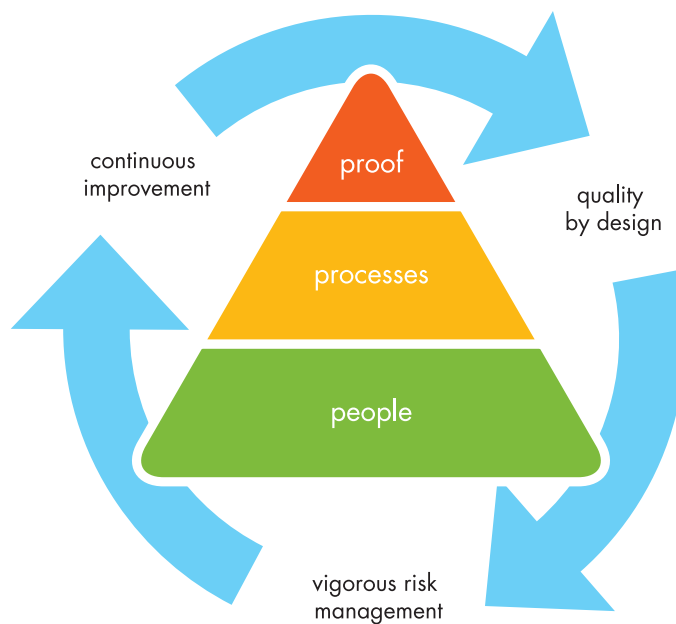 proof
continuous
improvement
quality
by design
processes
people
vigorous risk
management